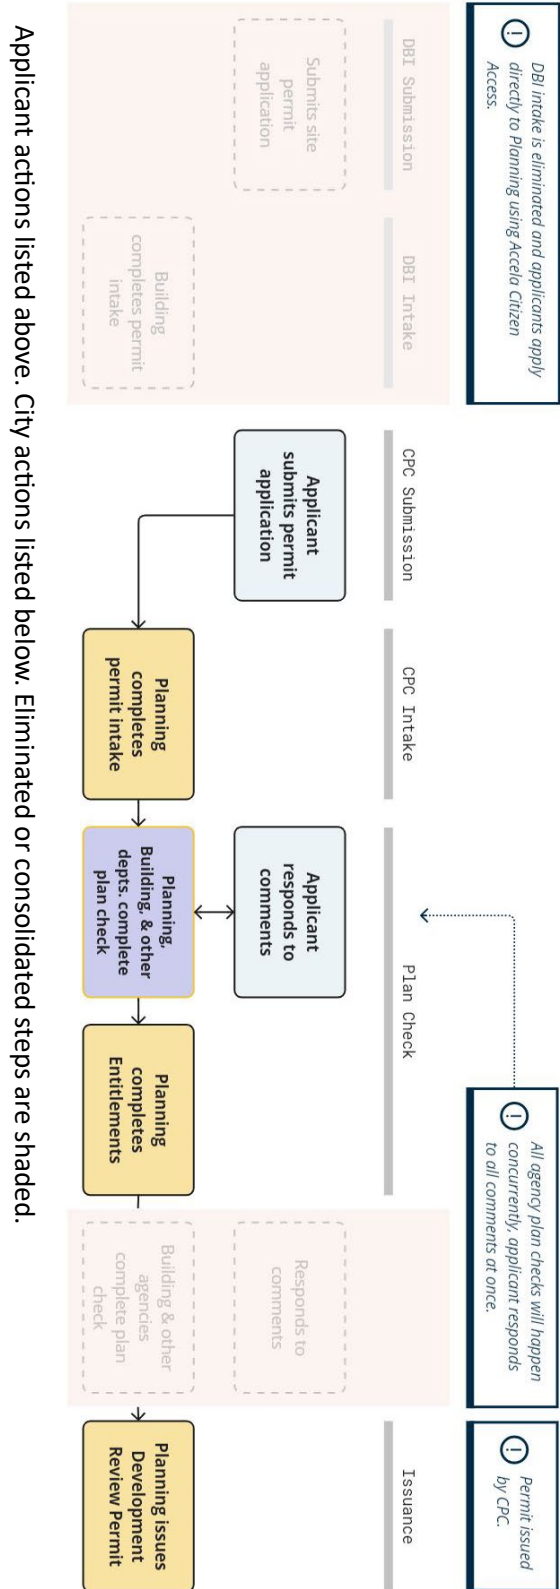 DBI intake is eliminated and applicants apply
directly to Planning using Accela Citizen
Access.
All agency plan checks will happen
concurrently, applicant responds
to all comments at once.
Permit issued
by CPC.
DBI Submission
DBI Intake
CPC Submission
CPC Intake
Plan Check
Issuance
Submits site
permit
application
Applicant
submits permit
application
Applicant
responds to
comments
Responds to
comments
Building
completes permit
intake
Planning
completes
permit intake
Planning,
Building, & other
depts. complete
plan check
Planning
completes
Entitlements
Building & other
agencies
complete plan
check
Planning issues
Development
Review Permit
Applicant actions listed above. City actions listed below. Eliminated or consolidated steps are shaded.